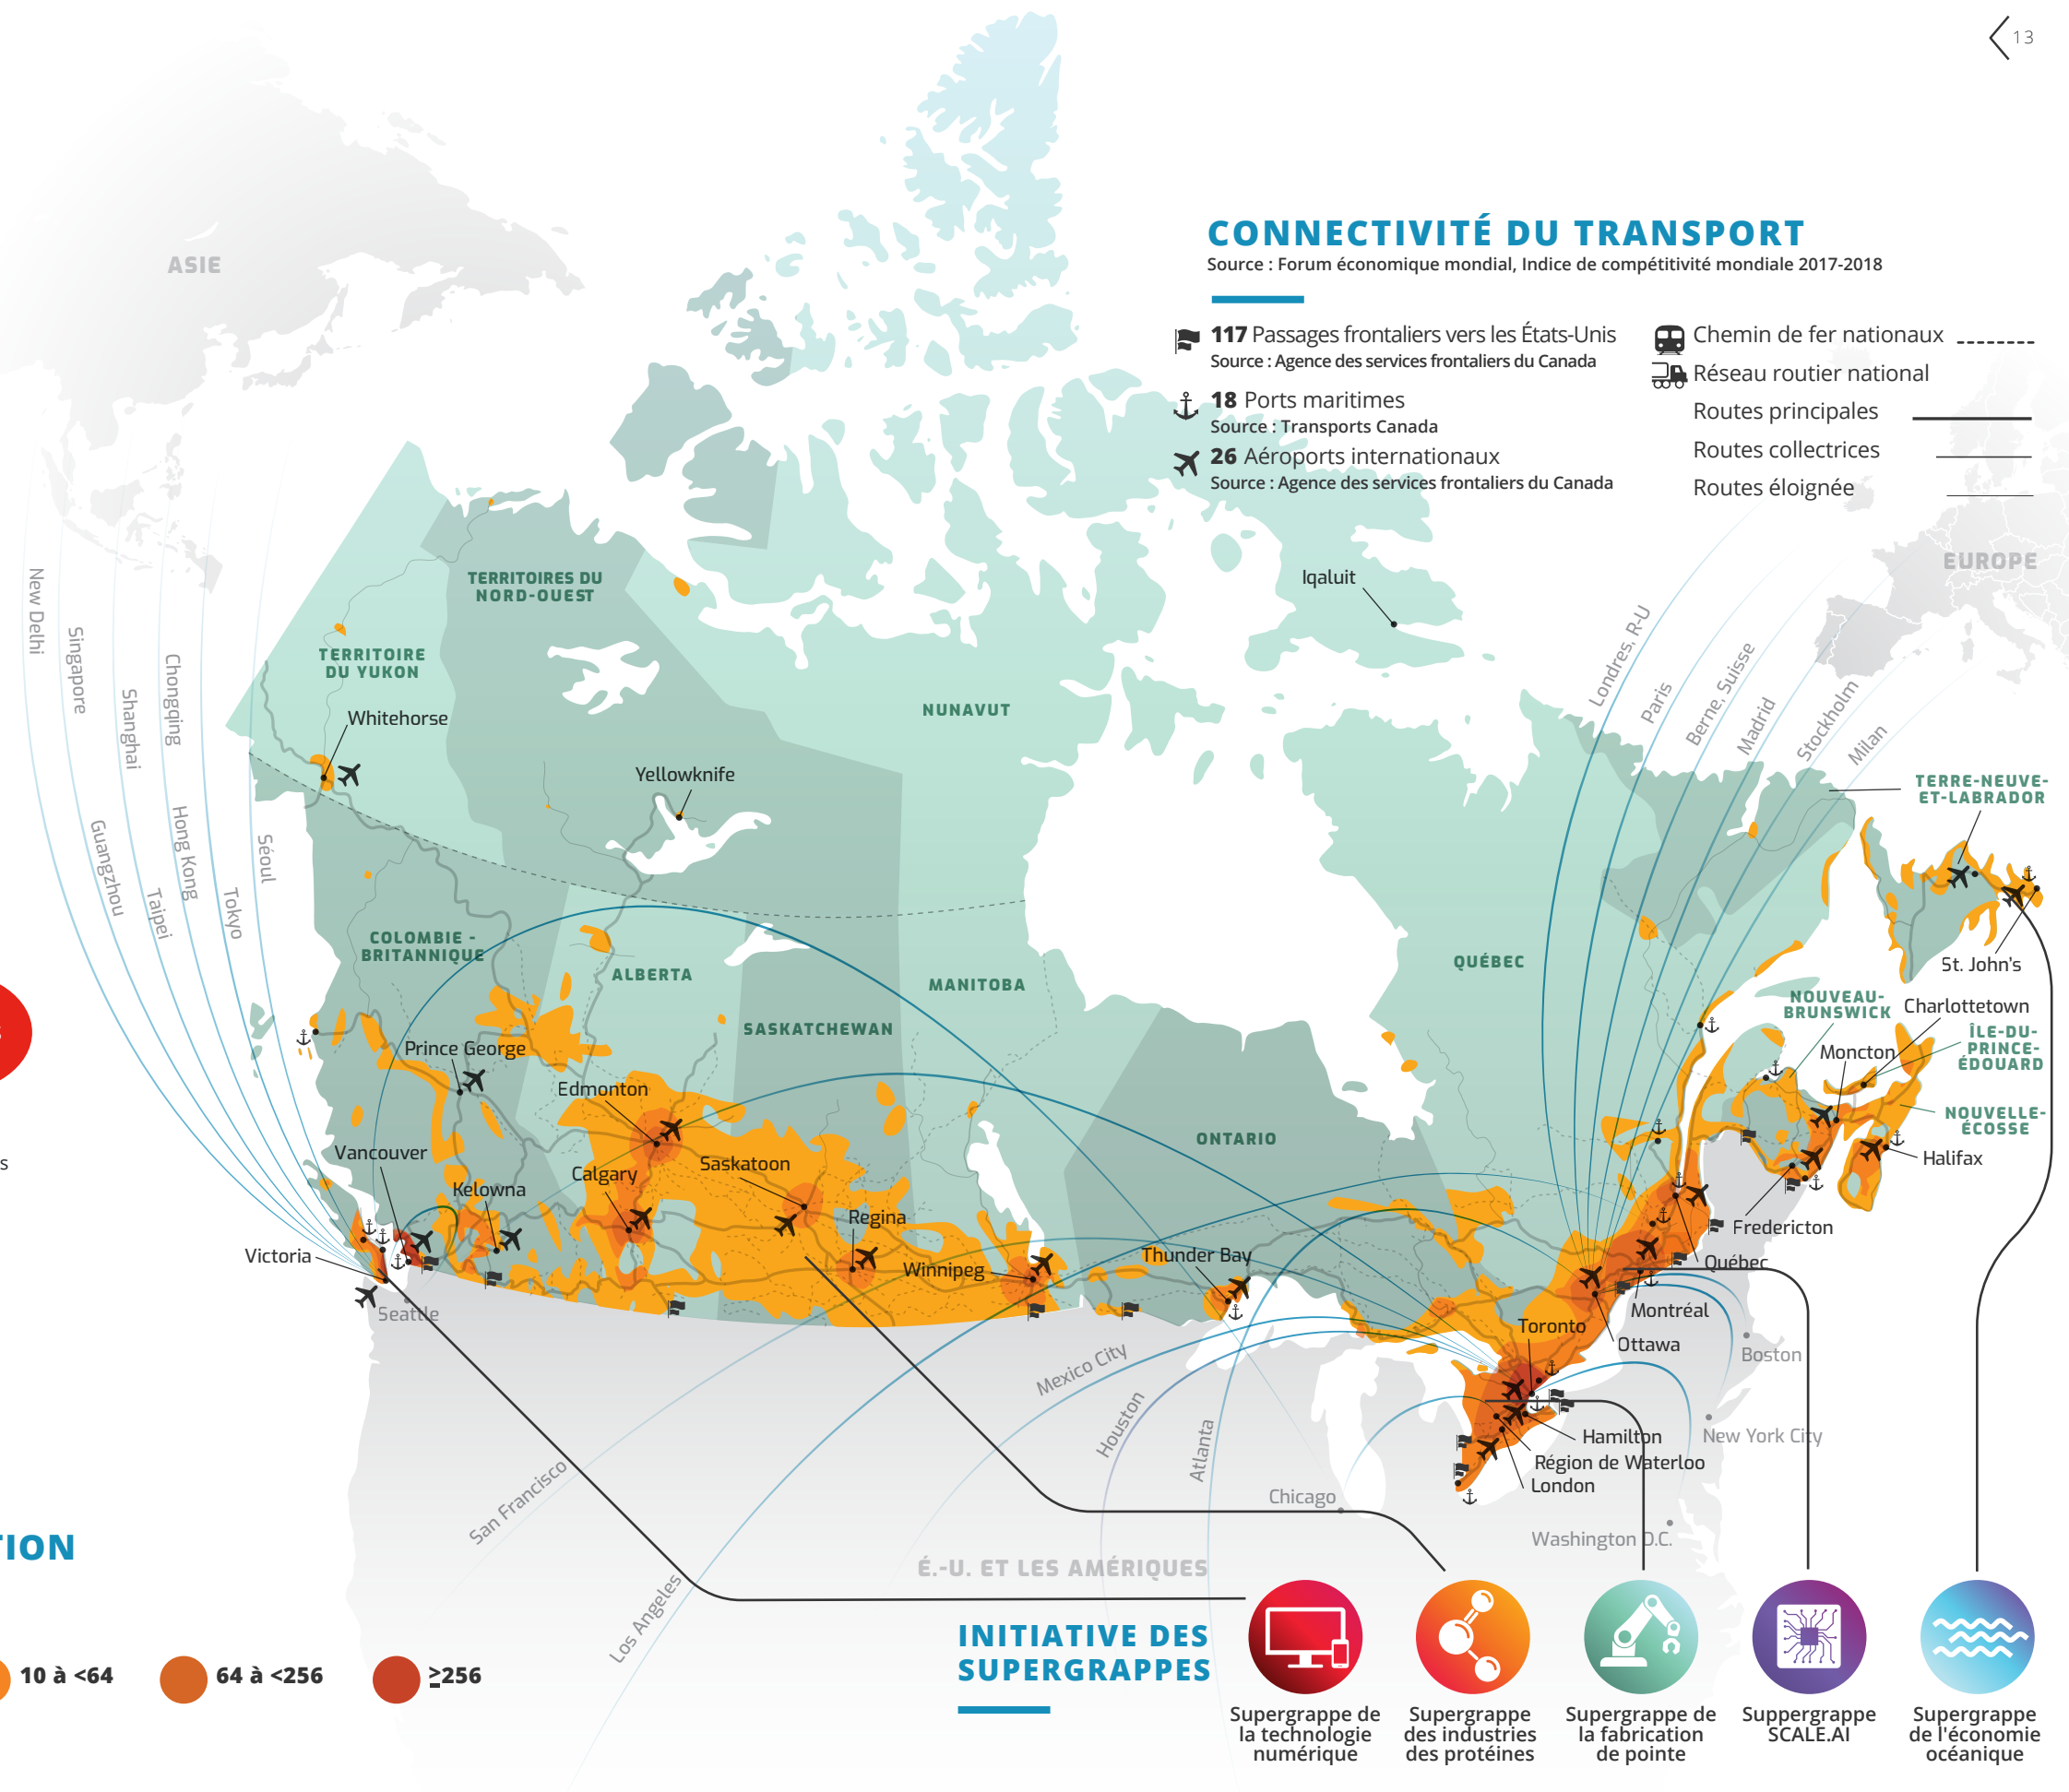 13
ASIE
CONNECTIVITÉ DU TRANSPORT
Source : Forum économique mondial, Indice de compétitivité mondiale 2017-2018
117 Passages frontaliers vers les États-Unis
Source : Agence des services frontaliers du Canada
18 Ports maritimes
Source : Transports Canada
26 Aéroports internationaux
Source : Agence des services frontaliers du Canada
Chemin de fer nationaux
Réseau routier national
Routes principales
Routes collectrices
Routes éloignée
EUROPE
New Delhi
Singapore
Shanghai
Chongqing
Guangzhou
Taipei
Hong Kong
Tokyo
Séoul
Londres, R-U
Paris
Berne, Suisse
Madrid
Stockholm
Milan
TERRITOIRES DU
NORD-OUEST
TERRITOIRE
DU YUKON
Whitehorse
Yellowknife
NUNAVUT
Iqaluit
TERRE-NEUVE-
ET-LABRADOR
St. John's
COLOMBIE -
BRITANNIQUE
ALBERTA
SASKATCHEWAN
MANITOBA
ONTARIO
QUÉBEC
NOUVEAU-
BRUNSWICK
Charlottetown
ÎLE-DU-
PRINCE-
ÉDOUARD
Moncton
NOUVELLE-
ÉCOSSE
Halifax
Fredericton
Québec
Montréal
Ottawa
Toronto
Hamilton
Région de Waterloo
London
Prince George
Edmonton
Vancouver
Kelowna
Calgary
Saskatoon
Regina
Winnipeg
Thunder Bay
Victoria
Seattle
Boston
New York City
Washington D.C.
Chicago
Mexico City
Houston
Atlanta
San Francisco
Los Angeles
É.-U. ET LES AMÉRIQUES
s
TION
10 à <64
64 à <256
≥256
INITIATIVE DES
SUPERGRAPPES
Supergrappe de
la technologie
numérique
Supergrappe
des industries
des protéines
Supergrappe de
la fabrication
de pointe
Suppergrappe
SCALE.AI
Supergrappe
de l'économie
océanique